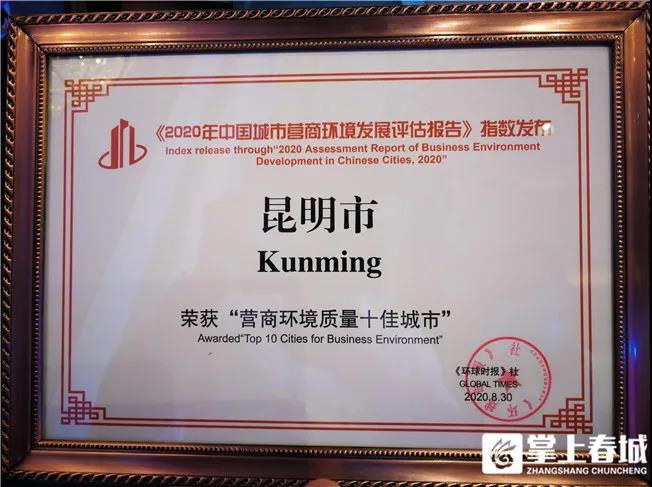 《2020年中国城市营商环境发展评估报告》指数发布
Index release through"2020 Assessment Report of Business Environment
Development in Chinese Cities, 2020"
昆明市
Kunming
荣获“营商环境质量十佳城市”
Awarded"Top 10 Cities for Business Environment"
《环球时报》社
GLOBAL TIMES
2020.8.30
掌上春城
ZHANGSHANG CHUNCHENG